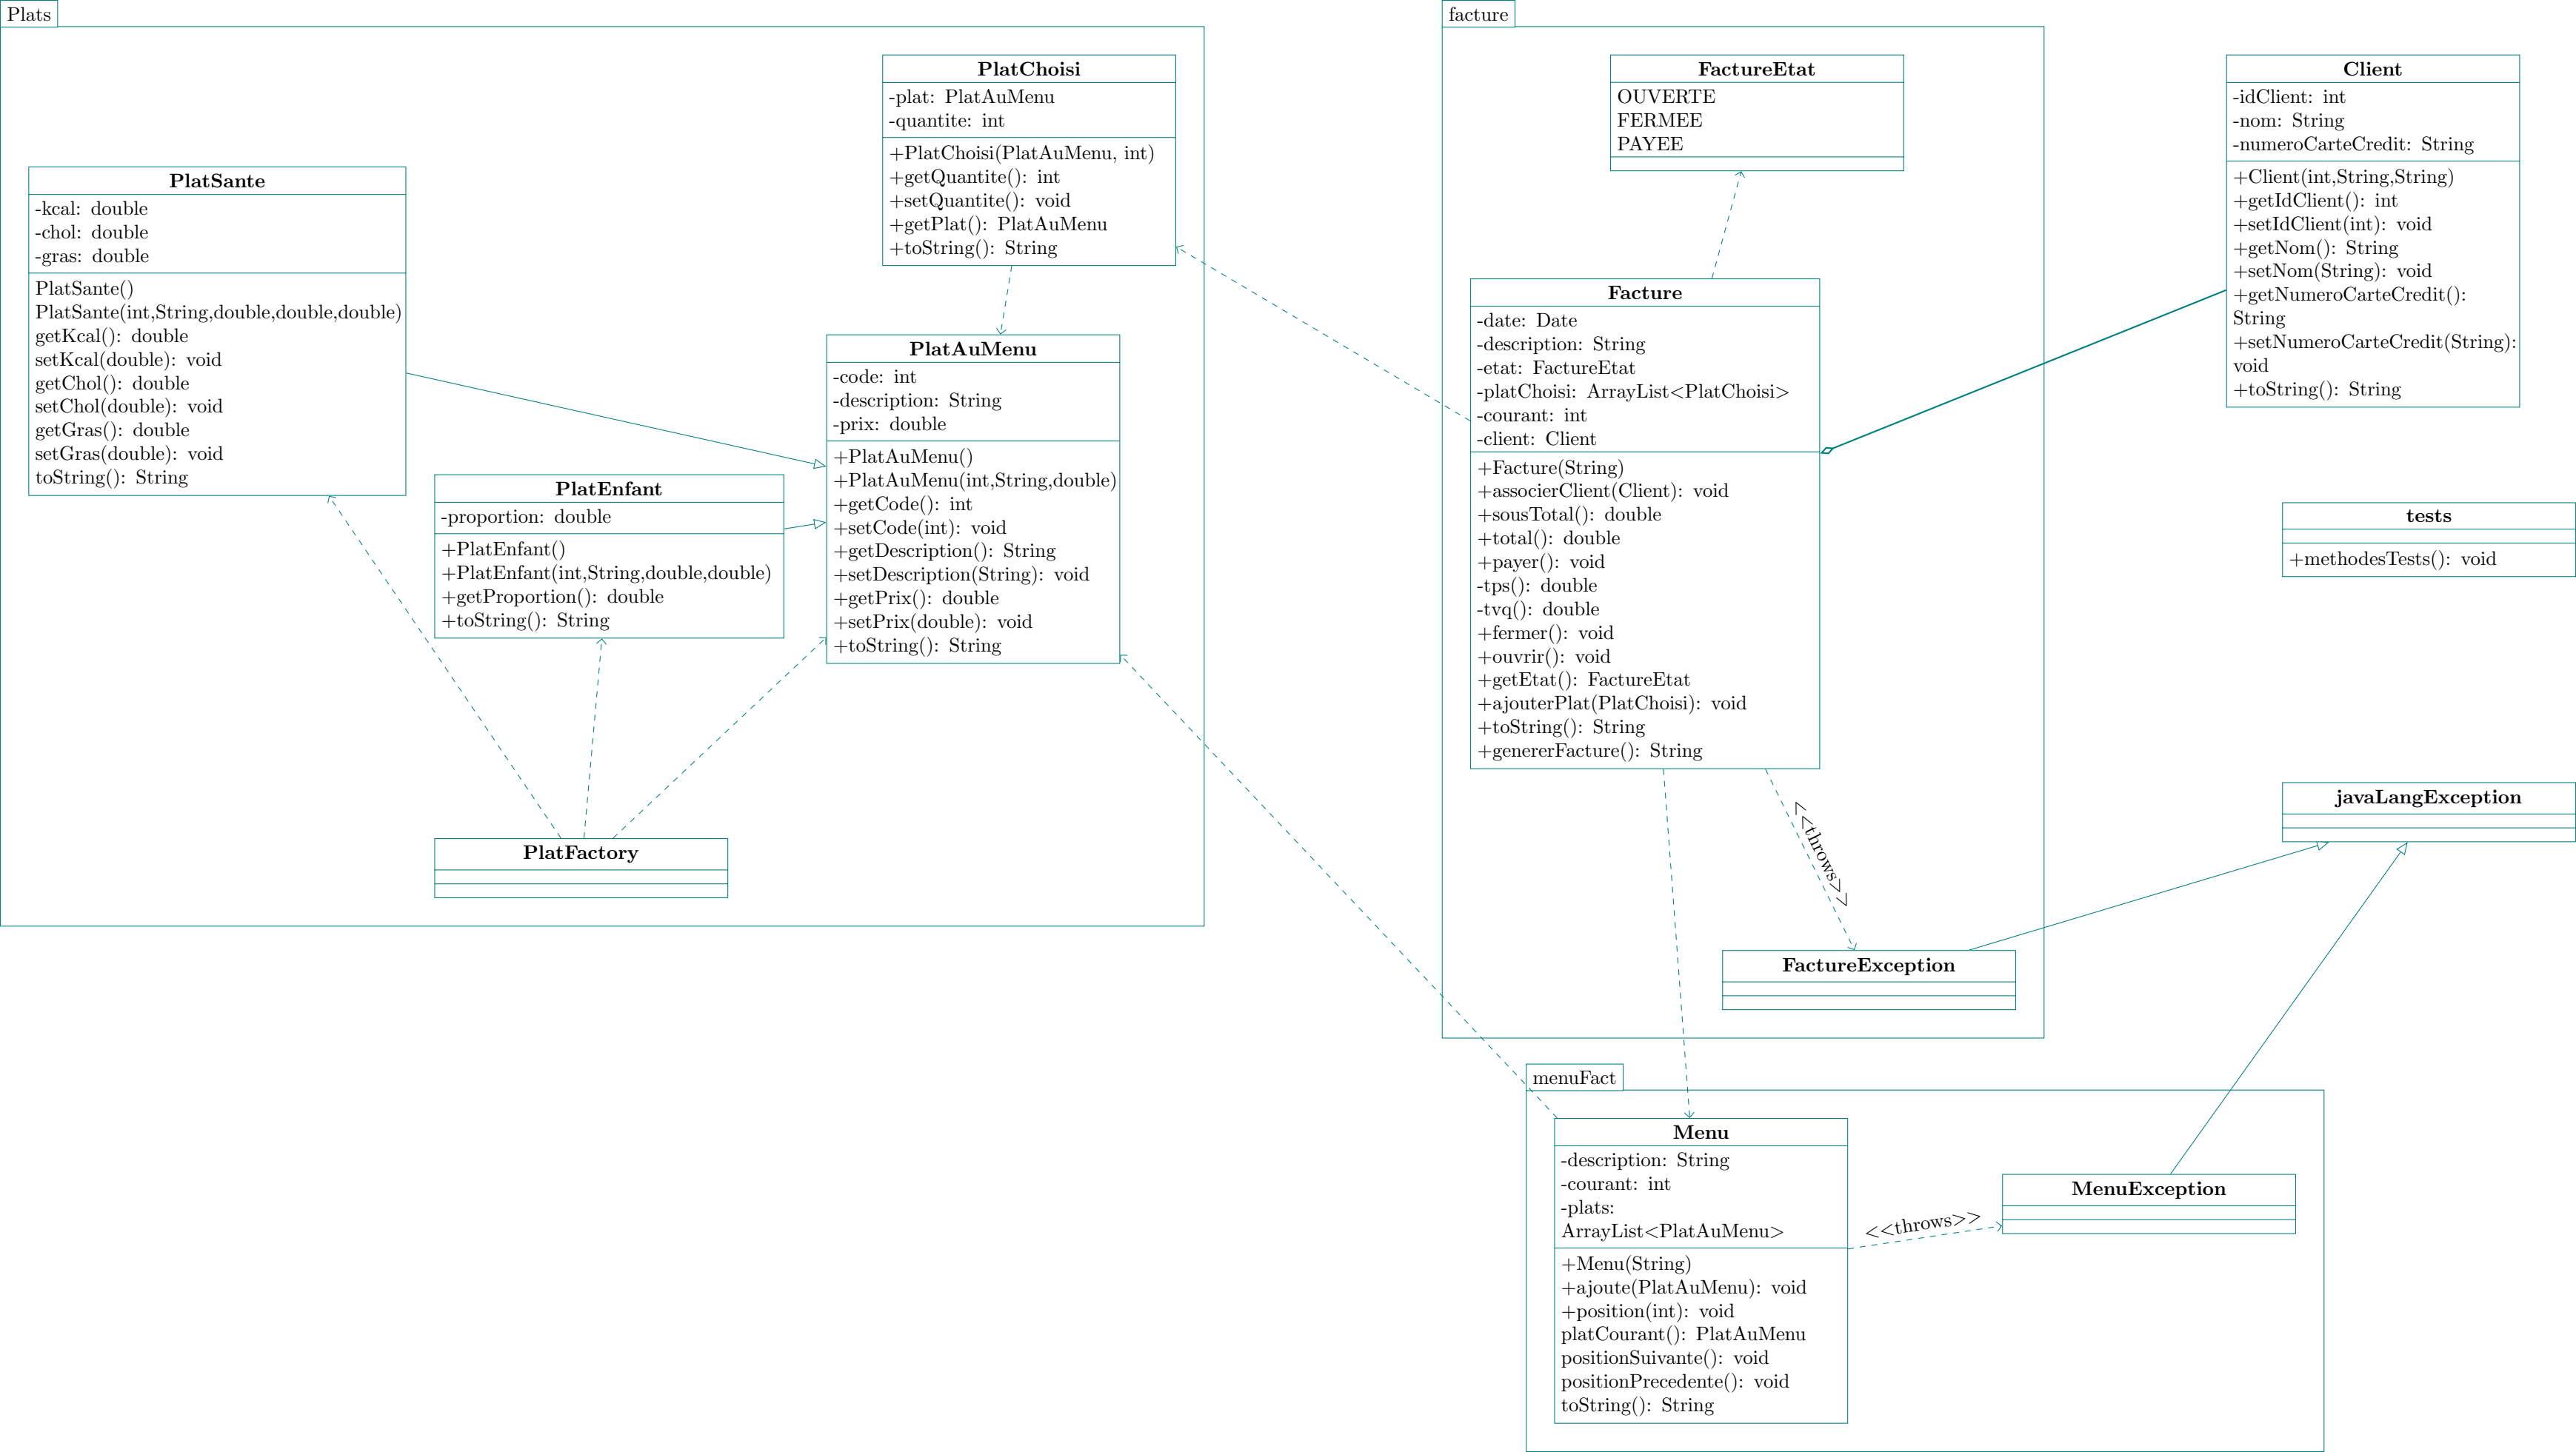 Plats
PlatChoisi
-plat: PlatAuMenu
-quantite: int
+PlatChoisi(PlatAuMenu, int)
+getQuantite(): int
+setQuantite(): void
+getPlat(): PlatAuMenu
+toString(): String
PlatSante
-kcal: double
-chol: double
-gras: double
PlatSante()
PlatSante(int,String,double,double,double)
getKcal(): double
setKcal(double): void
getChol(): double
setChol(double): void
getGras(): double
setGras(double): void
toString(): String
PlatAuMenu
-code: int
-description: String
-prix: double
+PlatAuMenu()
+PlatAuMenu(int,String,double)
+getCode(): int
+setCode(int): void
+getDescription(): String
+setDescription(String): void
+getPrix(): double
+setPrix(double): void
+toString(): String
PlatEnfant
-proportion: double
+PlatEnfant()
+PlatEnfant(int,String,double,double)
+getProportion(): double
+toString(): String
PlatFactory
facture
FactureEtat
OUVERTE
FERMEE
PAYEE
Facture
-date: Date
-description: String
-etat: FactureEtat
-platChoisi: ArrayList<PlatChoisi>
-courant: int
-client: Client
+Facture(String)
+associerClient(Client): void
+sousTotal(): double
+total(): double
+payer(): void
-tps(): double
-tvq(): double
+fermer(): void
+ouvrir(): void
+getEtat(): FactureEtat
+ajouterPlat(PlatChoisi): void
+toString(): String
+genererFacture(): String
<<throws>>
FactureException
Client
-idClient: int
-nom: String
-numeroCarteCredit: String
+Client(int,String,String)
+getIdClient(): int
+setIdClient(int): void
+getNom(): String
+setNom(String): void
+getNumeroCarteCredit():
String
+setNumeroCarteCredit(String):
void
+toString(): String
tests
+methodesTests(): void
javaLangException
menuFact
Menu
-description: String
-courant: int
-plats:
ArrayList<PlatAuMenu>
+Menu(String)
+ajoute(PlatAuMenu): void
+position(int): void
platCourant(): PlatAuMenu
positionSuivante(): void
positionPrecedente(): void
toString(): String
<<throws>>
MenuException